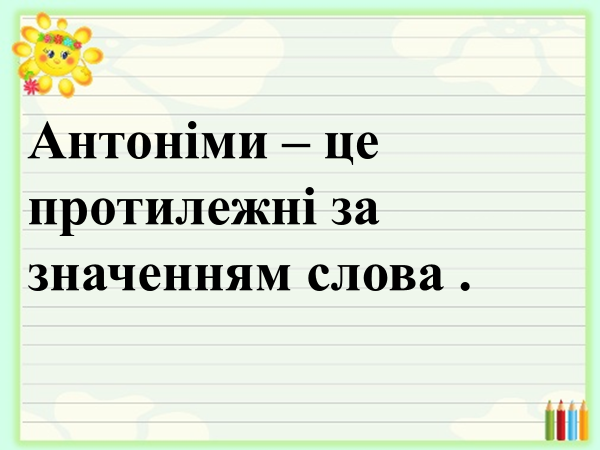 Антоніми – це
протилежні за
значенням слова .